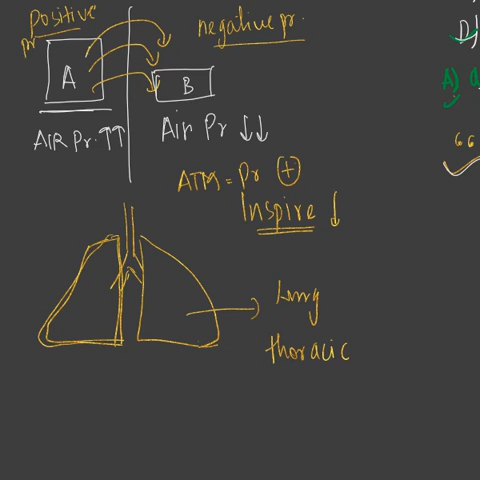 Positive
pr
negative pr.
A
B
AIR Pr. ↑↑
Air Pr ↓↓
ATM = Pr (+)
Inspire ↓
Lung
thoracic
D)
A)
66